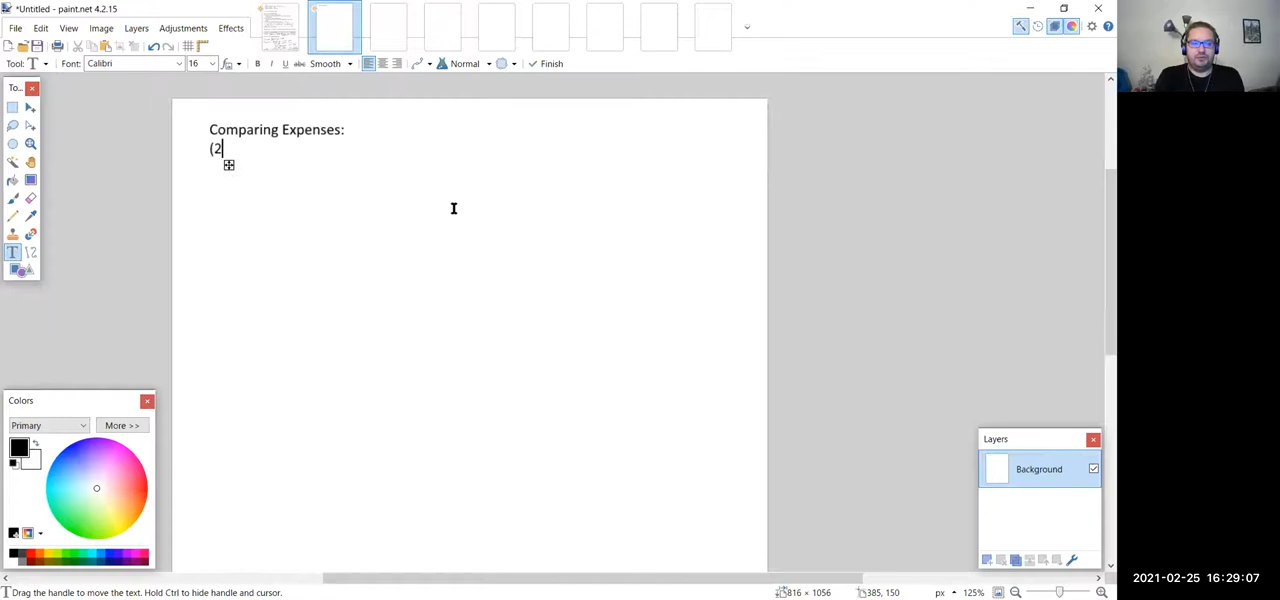 *Untitled - paint.net 4.2.15
File Edit View Image Layers Adjustments Effects
Tool: T Font: Calibri 16 B I U abc Smooth Normal Finish
To...
Comparing Expenses:
(2
Colors
Primary More >>
Layers
Background
2021-02-25 16:29:07
Drag the handle to move the text. Hold Ctrl to hide handle and cursor. 816 × 1056 385, 150 px 125%